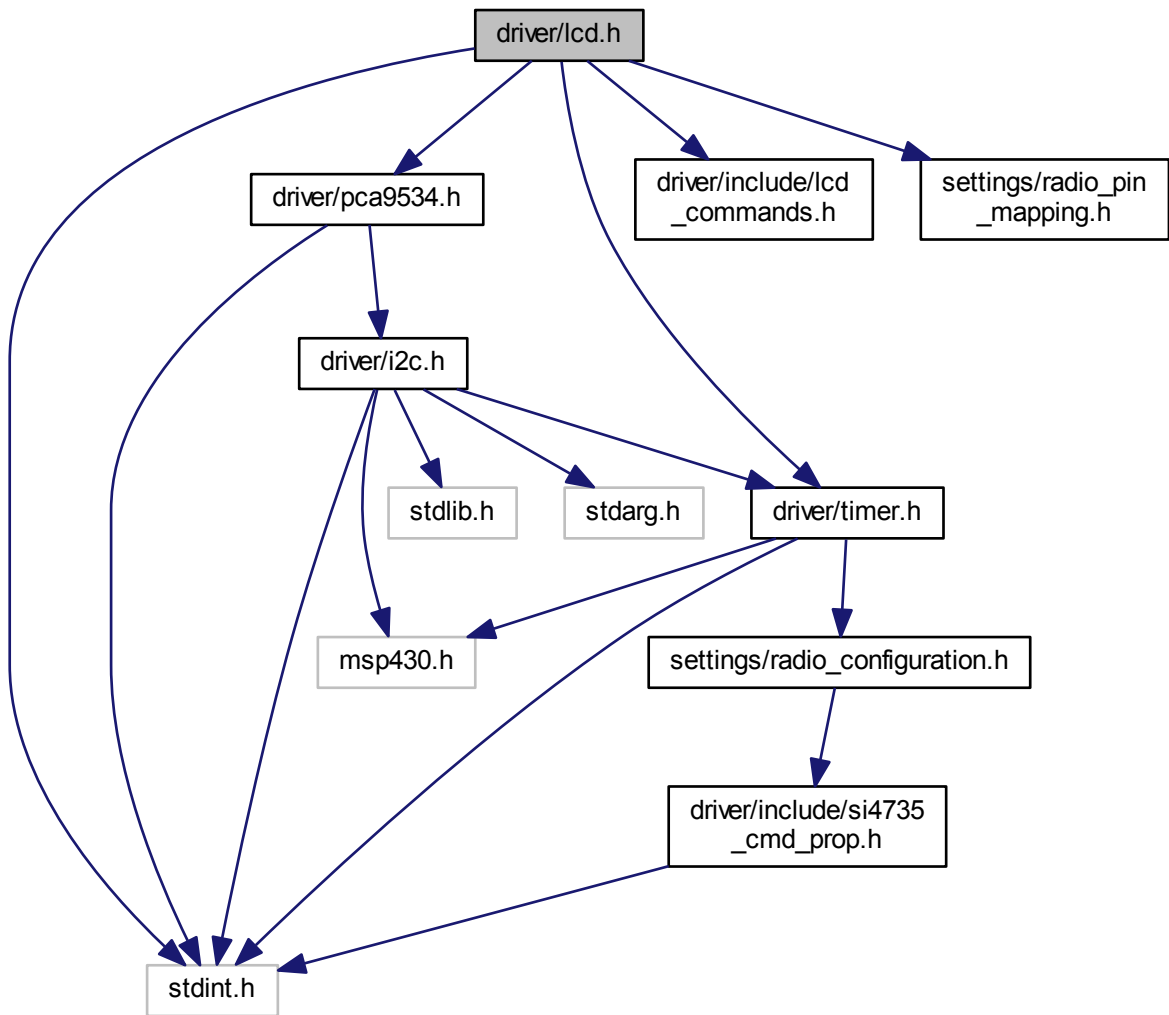 driver/lcd.h
driver/pca9534.h
driver/include/lcd
_commands.h
settings/radio_pin
_mapping.h
driver/i2c.h
stdlib.h
stdarg.h
driver/timer.h
msp430.h
settings/radio_configuration.h
driver/include/si4735
_cmd_prop.h
stdint.h